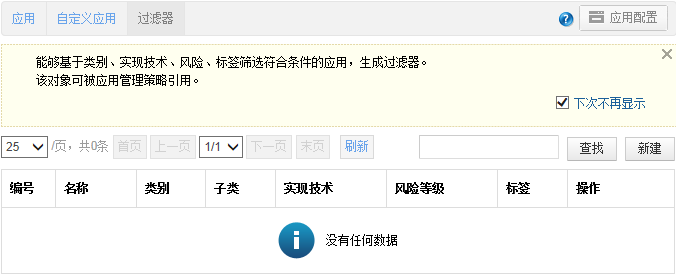 应用 自定义应用 过滤器 应用配置
能够基于类别、实现技术、风险、标签筛选符合条件的应用，生成过滤器。
该对象可被应用管理策略引用。
下次不再显示
25 /页，共0条 首页 上一页 1/1 下一页 末页 刷新 查找 新建
编号 名称 类别 子类 实现技术 风险等级 标签 操作
没有任何数据